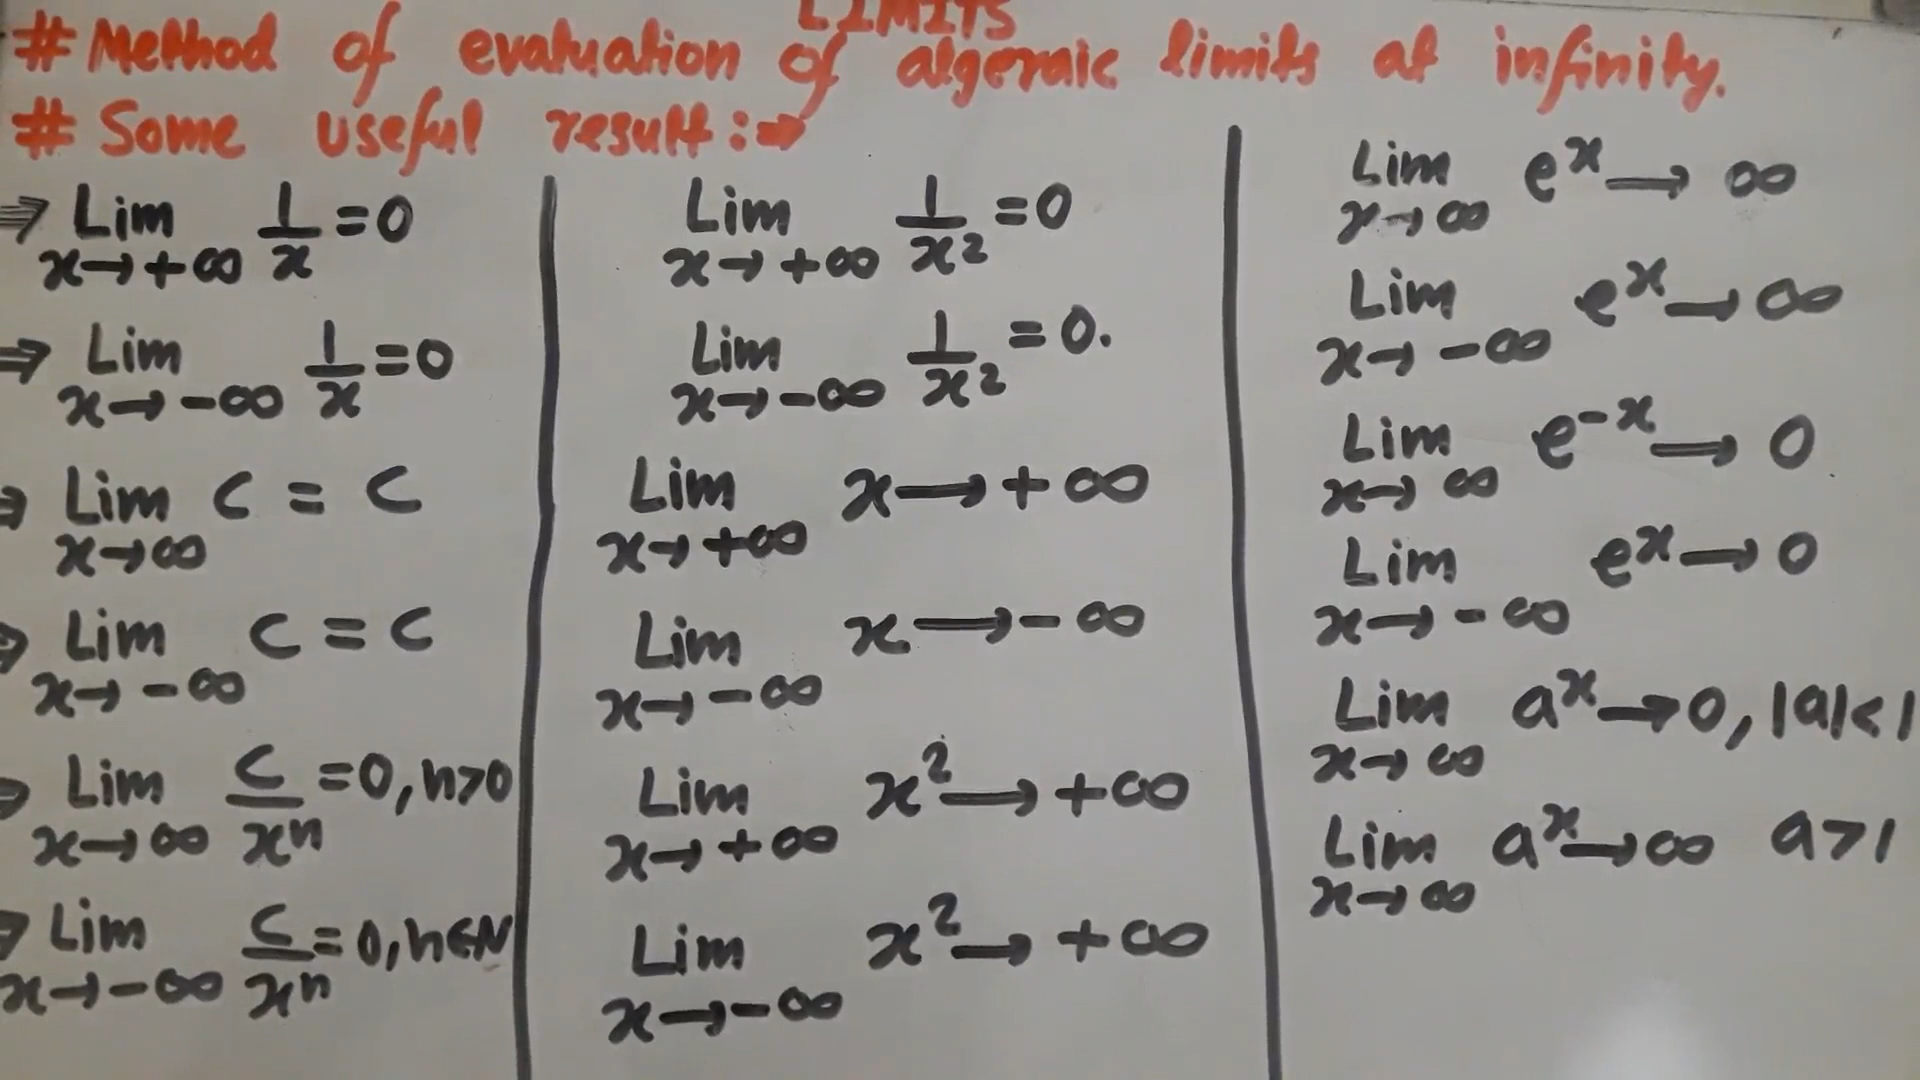 LIMITS
# Method of evaluation of algeraic limits at infinity.
# Some useful result :⇒
⇒ Lim 1/x = 0
x→+∞
⇒ Lim 1/x = 0
x→-∞
⇒ Lim c = c
x→∞
⇒ Lim c = c
x→-∞
⇒ Lim c/xⁿ = 0, n>0
x→∞
⇒ Lim c/xⁿ = 0, n∈N
x→-∞
Lim 1/x² = 0
x→+∞
Lim 1/x² = 0.
x→-∞
Lim x→+∞
x→+∞
Lim x→-∞
x→-∞
Lim x²→+∞
x→+∞
Lim x²→+∞
x→-∞
Lim eˣ→∞
x→∞
Lim eˣ→∞
x→-∞
Lim e⁻ˣ→0
x→∞
Lim eˣ→0
x→-∞
Lim aˣ→0, |a|<1
x→∞
Lim aˣ→∞ a>1
x→∞